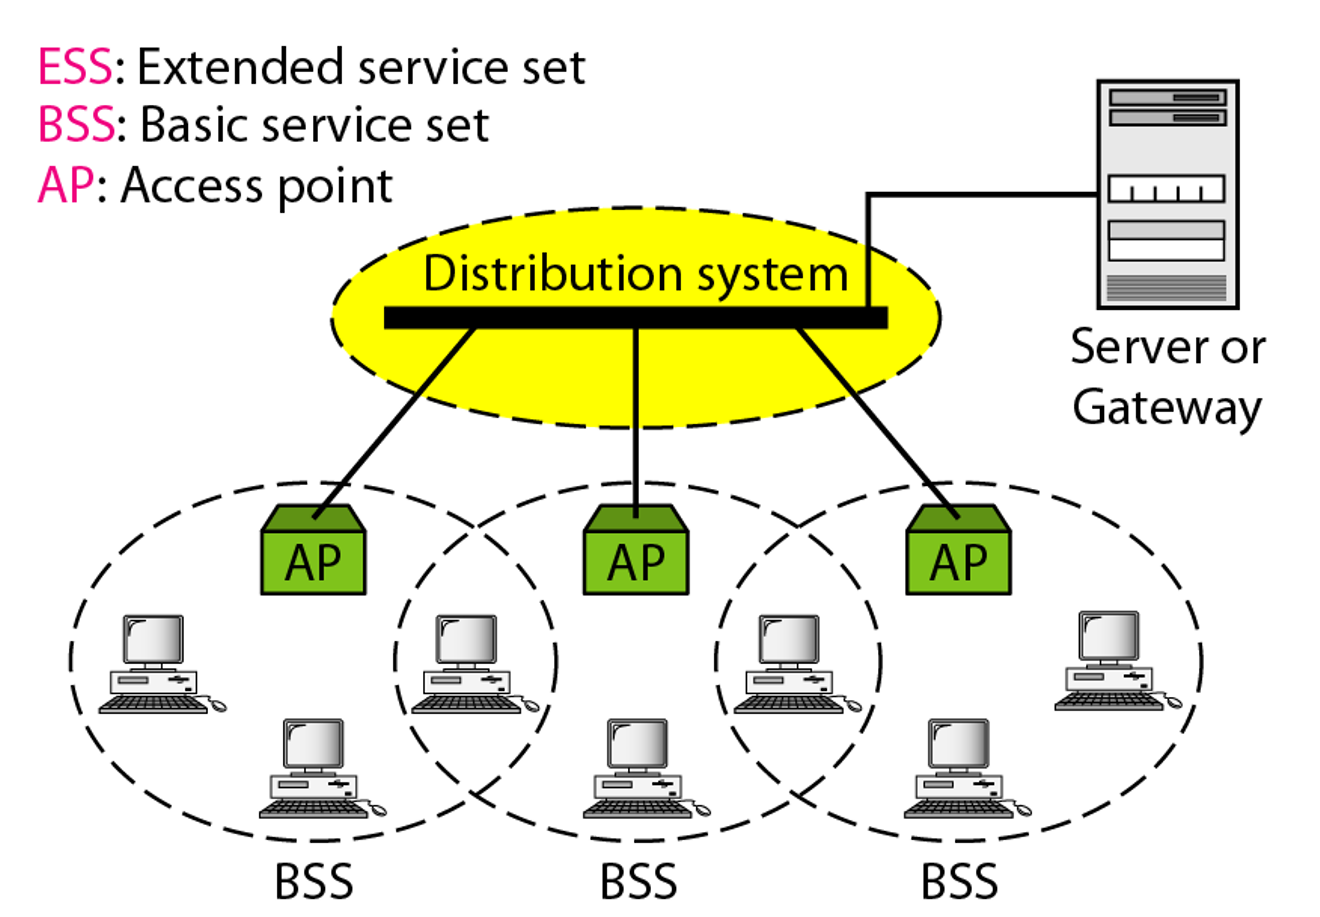 ESS: Extended service set
BSS: Basic service set
AP: Access point
Distribution system
Server or
Gateway
AP
AP
AP
BSS
BSS
BSS